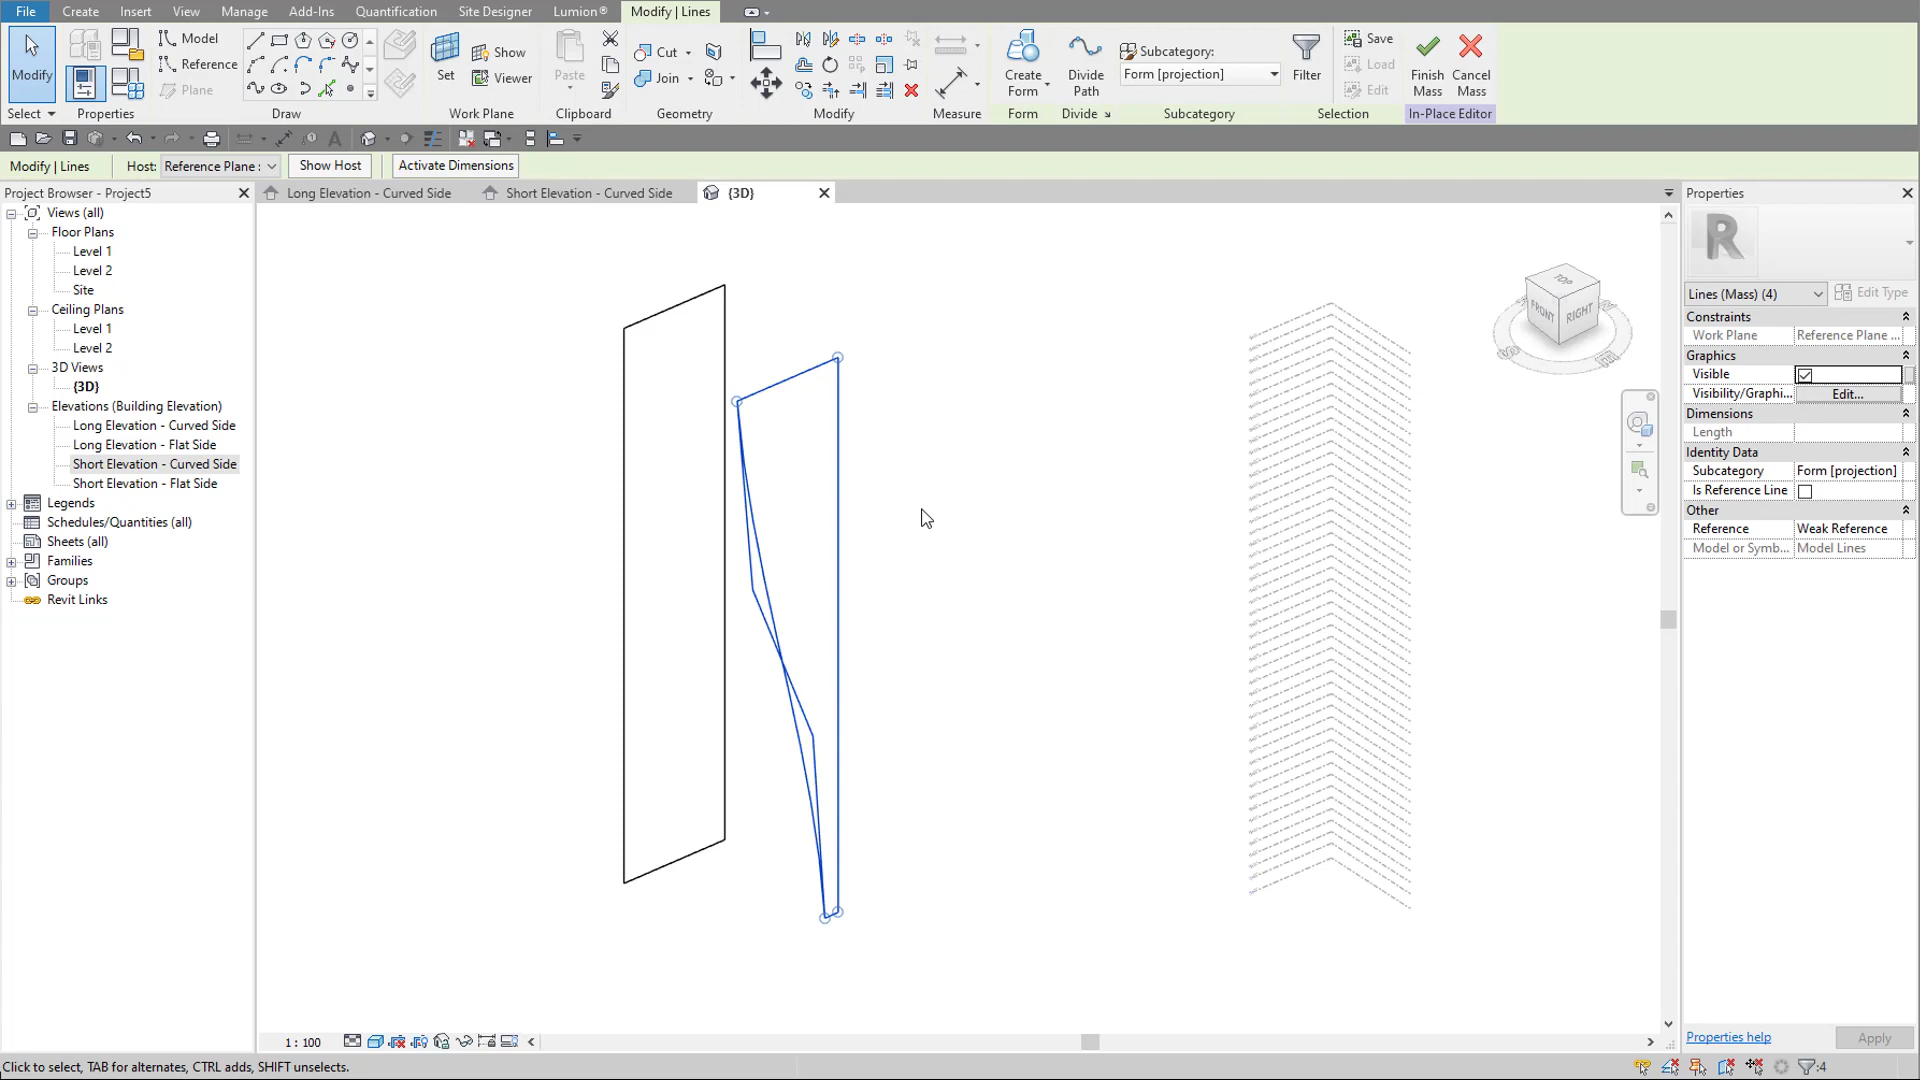 File Create Insert View Manage Add-Ins Quantification Site Designer Lumion® Modify | Lines
Modify
Model
Reference
Plane
Set
Show
Viewer
Paste
Cut
Join
Create Form
Divide Path
Subcategory:
Form [projection]
Filter
Save
Load
Edit
Finish Mass
Cancel Mass
Select Properties Draw Work Plane Clipboard Geometry Modify Measure Form Divide Subcategory Selection In-Place Editor
Modify | Lines Host: Reference Plane : Show Host Activate Dimensions
Project Browser - Project5
Long Elevation - Curved Side Short Elevation - Curved Side {3D}
Views (all)
Floor Plans
Level 1
Level 2
Site
Ceiling Plans
Level 1
Level 2
3D Views
{3D}
Elevations (Building Elevation)
Long Elevation - Curved Side
Long Elevation - Flat Side
Short Elevation - Curved Side
Short Elevation - Flat Side
Legends
Schedules/Quantities (all)
Sheets (all)
Families
Groups
Revit Links
TOP
FRONT RIGHT
Properties
R
Lines (Mass) (4) Edit Type
Constraints
Work Plane Reference Plane ...
Graphics
Visible
Visibility/Graphi... Edit...
Dimensions
Length
Identity Data
Subcategory Form [projection]
Is Reference Line
Other
Reference Weak Reference
Model or Symb... Model Lines
Properties help Apply
1 : 100
Click to select, TAB for alternates, CTRL adds, SHIFT unselects.
:4